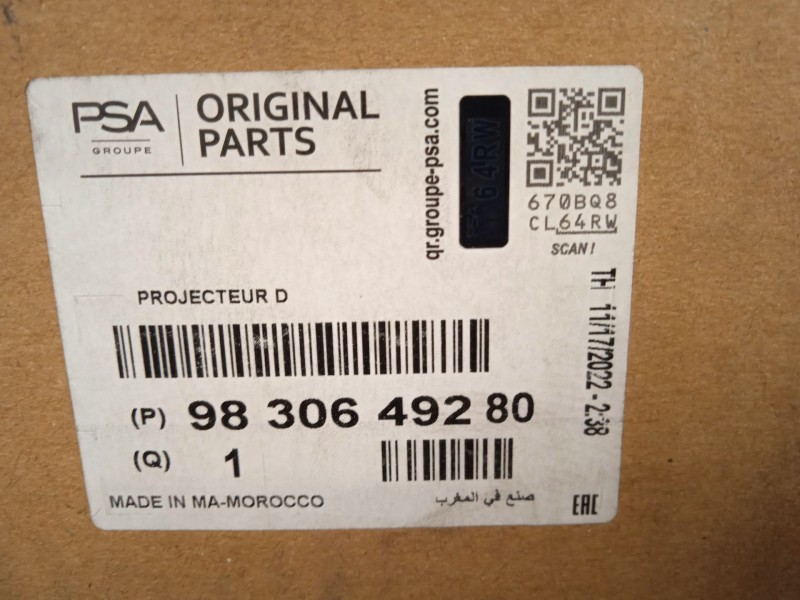 PSA
GROUPE
ORIGINAL
PARTS
qr.groupe-psa.com
64RW
670BQ8
CL64RW
SCAN!
PROJECTEUR D
TH 11/17/2022 - 2:38
(P) 98 306 492 80
(Q) 1
MADE IN MA-MOROCCO
صنع في المغرب
EAC